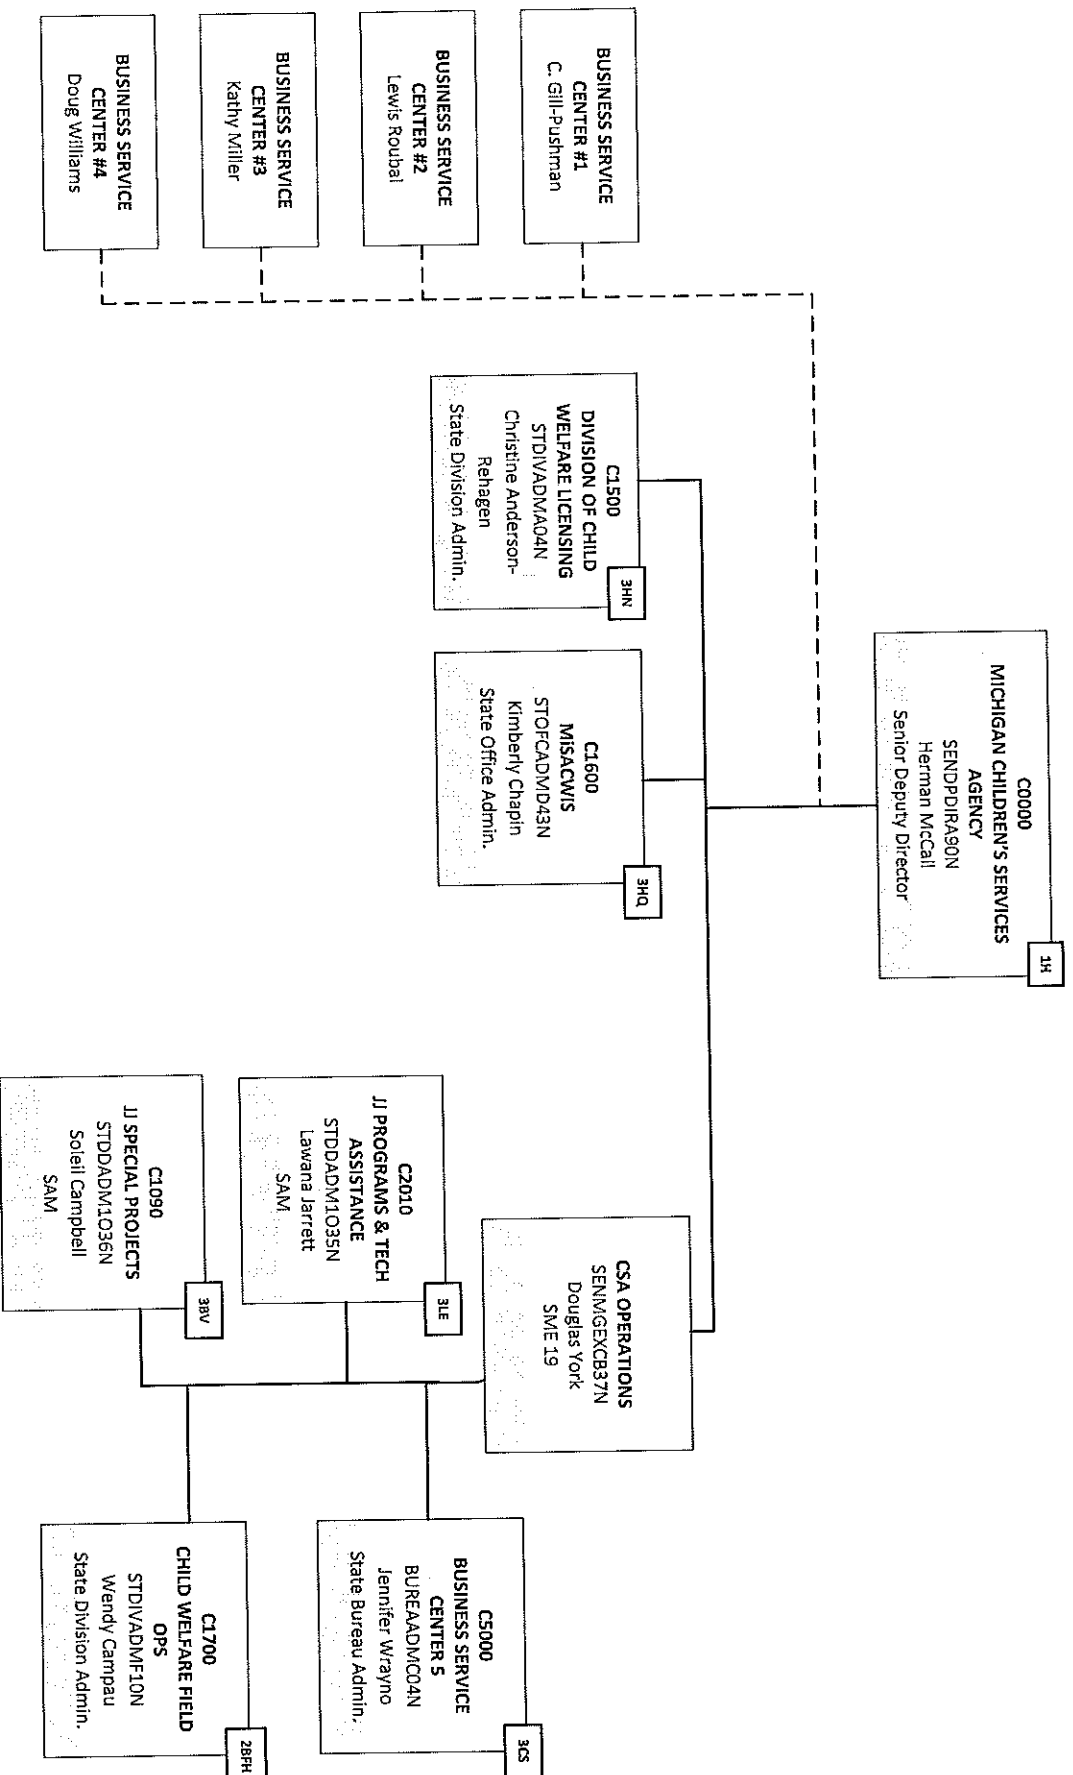 C0000
MICHIGAN CHILDREN'S SERVICES
AGENCY
SENDPDIRA90N
Herman McCall
Senior Deputy Director
1H
BUSINESS SERVICE
CENTER #1
C. Gill-Pushman
BUSINESS SERVICE
CENTER #2
Lewis Roubal
BUSINESS SERVICE
CENTER #3
Kathy Miller
BUSINESS SERVICE
CENTER #4
Doug Williams
C1500
DIVISION OF CHILD
WELFARE LICENSING
STDIVADMA04N
Christine Anderson-
Rehagen
State Division Admin.
3HN
C1600
MiSACWIS
STOFCADMD43N
Kimberly Chapin
State Office Admin.
3HQ
CSA OPERATIONS
SENMGEXCB37N
Douglas York
SME 19
C2010
JJ PROGRAMS & TECH
ASSISTANCE
STDDADM1O35N
Lawana Jarrett
SAM
3LE
C1090
JJ SPECIAL PROJECTS
STDDADM1O36N
Soleil Campbell
SAM
3BV
C5000
BUSINESS SERVICE
CENTER 5
BUREAADMC04N
Jennifer Wrayno
State Bureau Admin.
3CS
C1700
CHILD WELFARE FIELD
OPS
STDIVADMF10N
Wendy Campau
State Division Admin.
2BFH